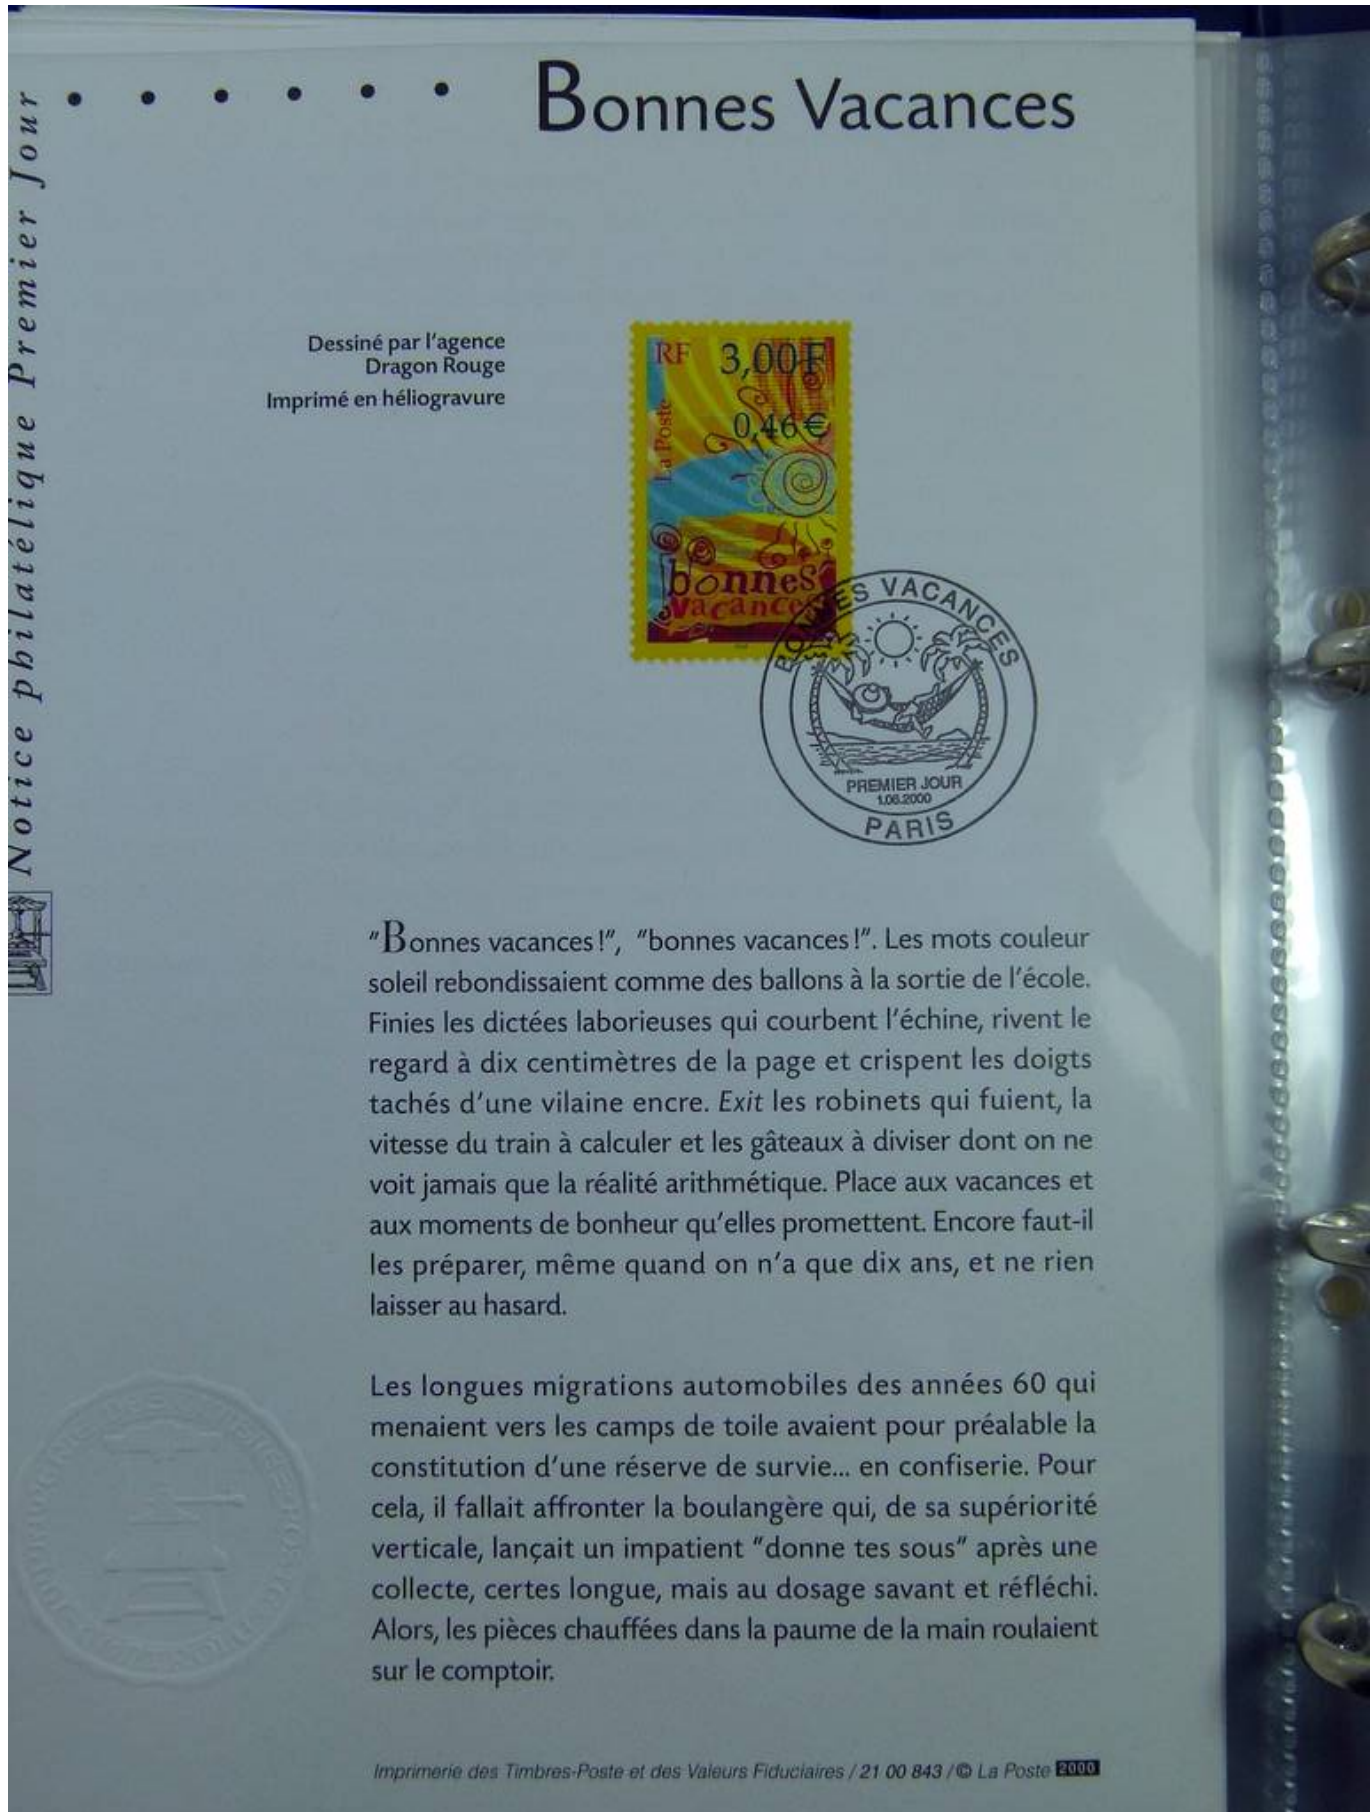 Bonnes Vacances
Notice philatélique Premier Jour
Dessiné par l'agence
Dragon Rouge
Imprimé en héliogravure
RF 3,00 F
0,46 €
La Poste
bonnes
vacances
BONNES VACANCES
PREMIER JOUR
1.06.2000
PARIS
"Bonnes vacances !", "bonnes vacances !". Les mots couleur
soleil rebondissaient comme des ballons à la sortie de l'école.
Finies les dictées laborieuses qui courbent l'échine, rivent le
regard à dix centimètres de la page et crispent les doigts
tachés d'une vilaine encre. Exit les robinets qui fuient, la
vitesse du train à calculer et les gâteaux à diviser dont on ne
voit jamais que la réalité arithmétique. Place aux vacances et
aux moments de bonheur qu'elles promettent. Encore faut-il
les préparer, même quand on n'a que dix ans, et ne rien
laisser au hasard.
Les longues migrations automobiles des années 60 qui
menaient vers les camps de toile avaient pour préalable la
constitution d'une réserve de survie... en confiserie. Pour
cela, il fallait affronter la boulangère qui, de sa supériorité
verticale, lançait un impatient "donne tes sous" après une
collecte, certes longue, mais au dosage savant et réfléchi.
Alors, les pièces chauffées dans la paume de la main roulaient
sur le comptoir.
Imprimerie des Timbres-Poste et des Valeurs Fiduciaires / 21 00 843 / © La Poste 2000